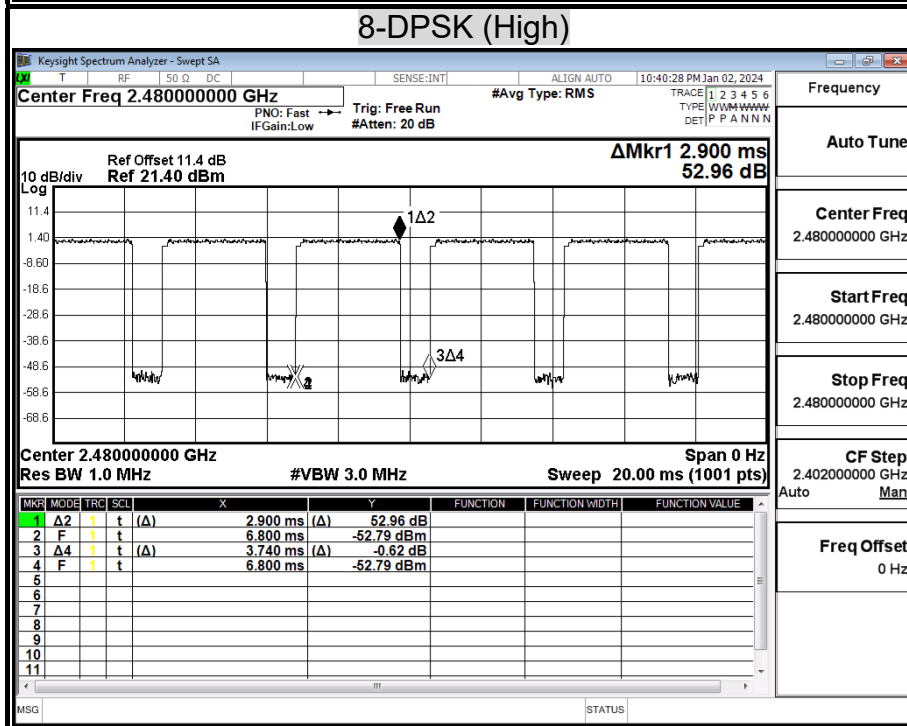 8-DPSK (High)
Keysight Spectrum Analyzer - Swept SA
LXI T RF 50 Ω DC SENSE:INT ALIGN AUTO 10:40:28 PM Jan 02, 2024
Center Freq 2.480000000 GHz #Avg Type: RMS TRACE 1 2 3 4 5 6
PNO: Fast Trig: Free Run TYPE WWMWWWW
IFGain:Low #Atten: 20 dB DET P P A N N N
Frequency
Auto Tune
Center Freq
2.480000000 GHz
Start Freq
2.480000000 GHz
Stop Freq
2.480000000 GHz
CF Step
2.402000000 GHz
Auto Man
Freq Offset
0 Hz
ΔMkr1 2.900 ms
52.96 dB
Ref Offset 11.4 dB
10 dB/div Ref 21.40 dBm
Log
11.4
1.40
-8.60
-18.6
-28.6
-38.6
-48.6
-58.6
-68.6
1Δ2
3Δ4
Center 2.480000000 GHz Span 0 Hz
Res BW 1.0 MHz #VBW 3.0 MHz Sweep 20.00 ms (1001 pts)
MKR MODE TRC SCL X Y FUNCTION FUNCTION WIDTH FUNCTION VALUE
1 Δ2 1 t (Δ) 2.900 ms (Δ) 52.96 dB
2 F 1 t 6.800 ms -52.79 dBm
3 Δ4 1 t (Δ) 3.740 ms (Δ) -0.62 dB
4 F 1 t 6.800 ms -52.79 dBm
5
6
7
8
9
10
11
MSG STATUS